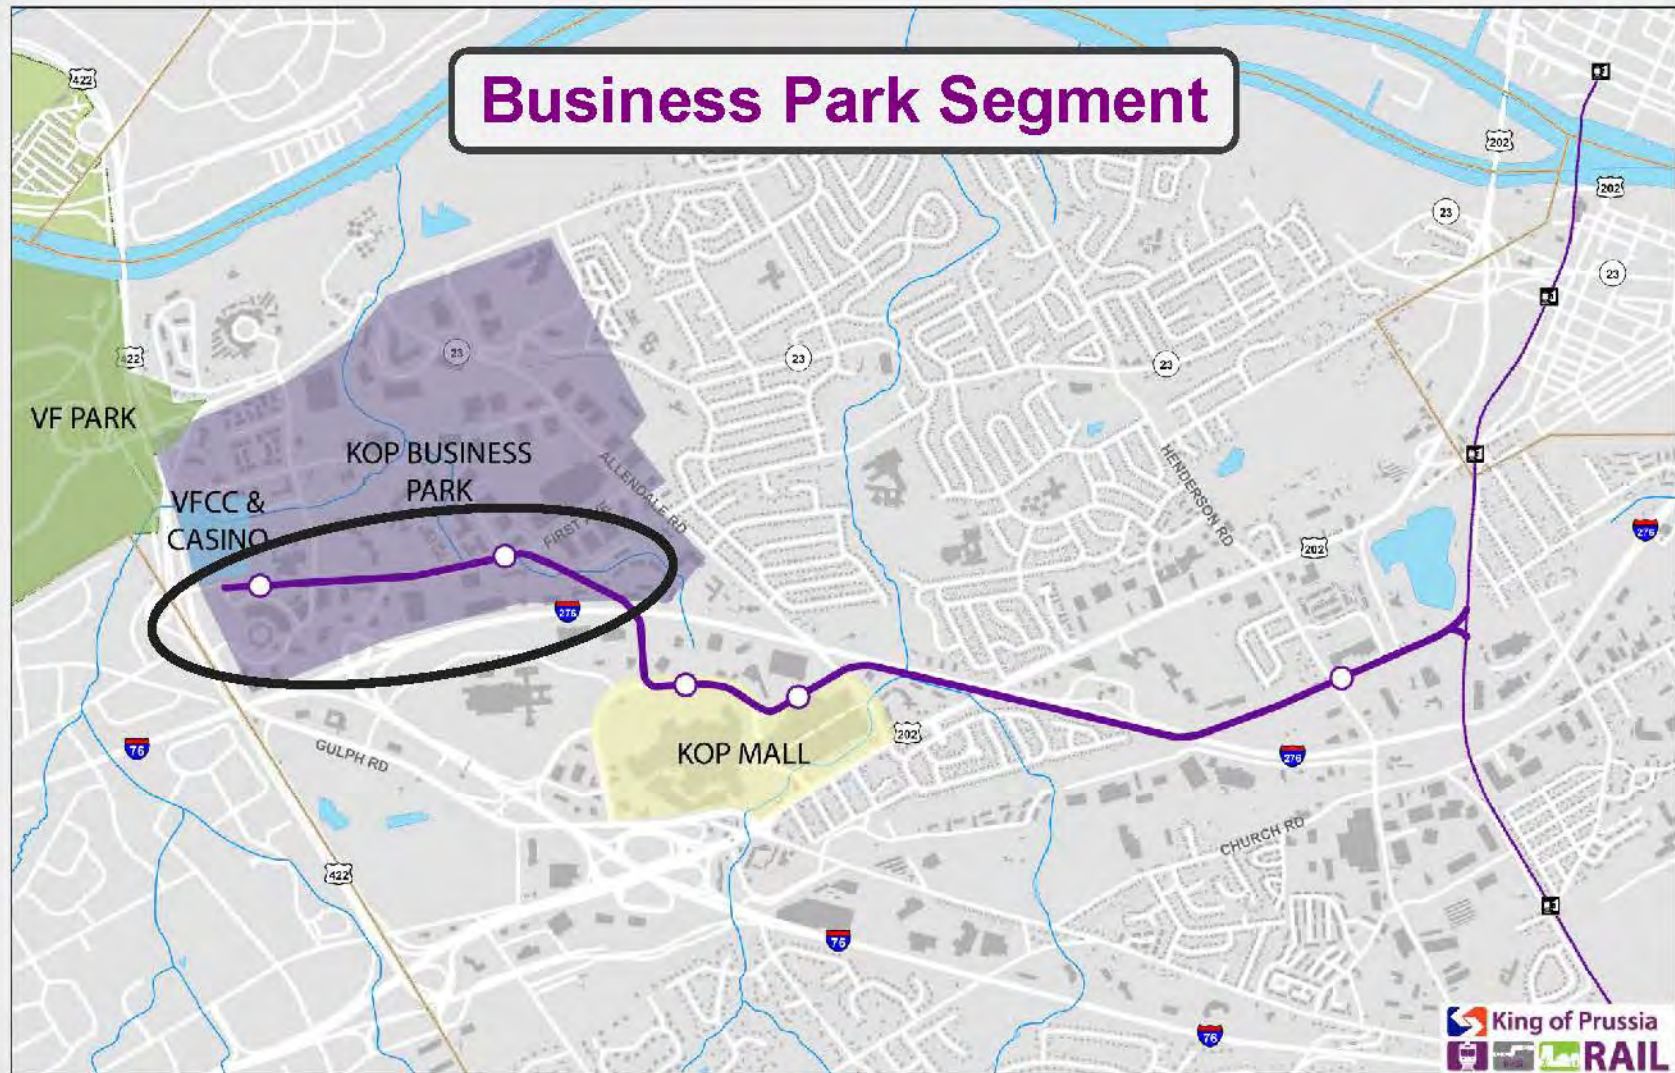 Business Park Segment
422
202
202
23
23
422
23
23
23
VF PARK
KOP BUSINESS
PARK
ALLENDALE RD
HENDERSON RD
VFCC &
CASINO
FIRST AVE
202
276
276
202
KOP MALL
76
GULPH RD
276
CHURCH RD
422
76
76
King of Prussia
RAIL